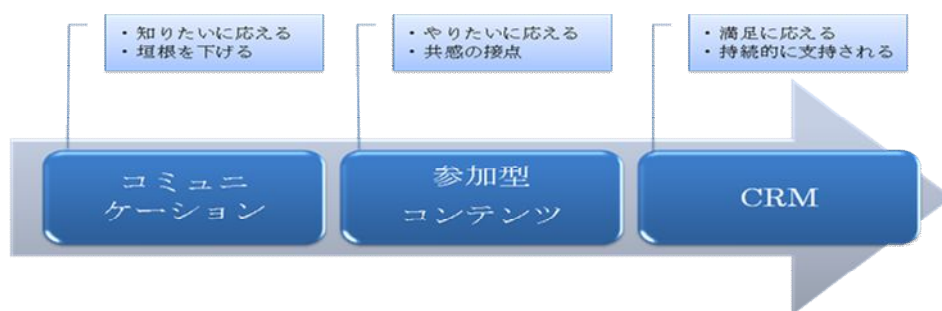 ・知りたいに応える
・垣根を下げる
・やりたいに応える
・共感の接点
・満足に応える
・持続的に支持される
コミュニ
ケーション
参加型
コンテンツ
CRM